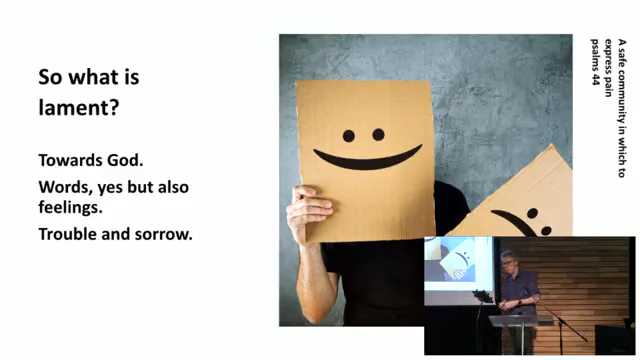 So what is
lament?
Towards God.
Words, yes but also
feelings.
Trouble and sorrow.
A safe community in which to
express pain
psalms 44